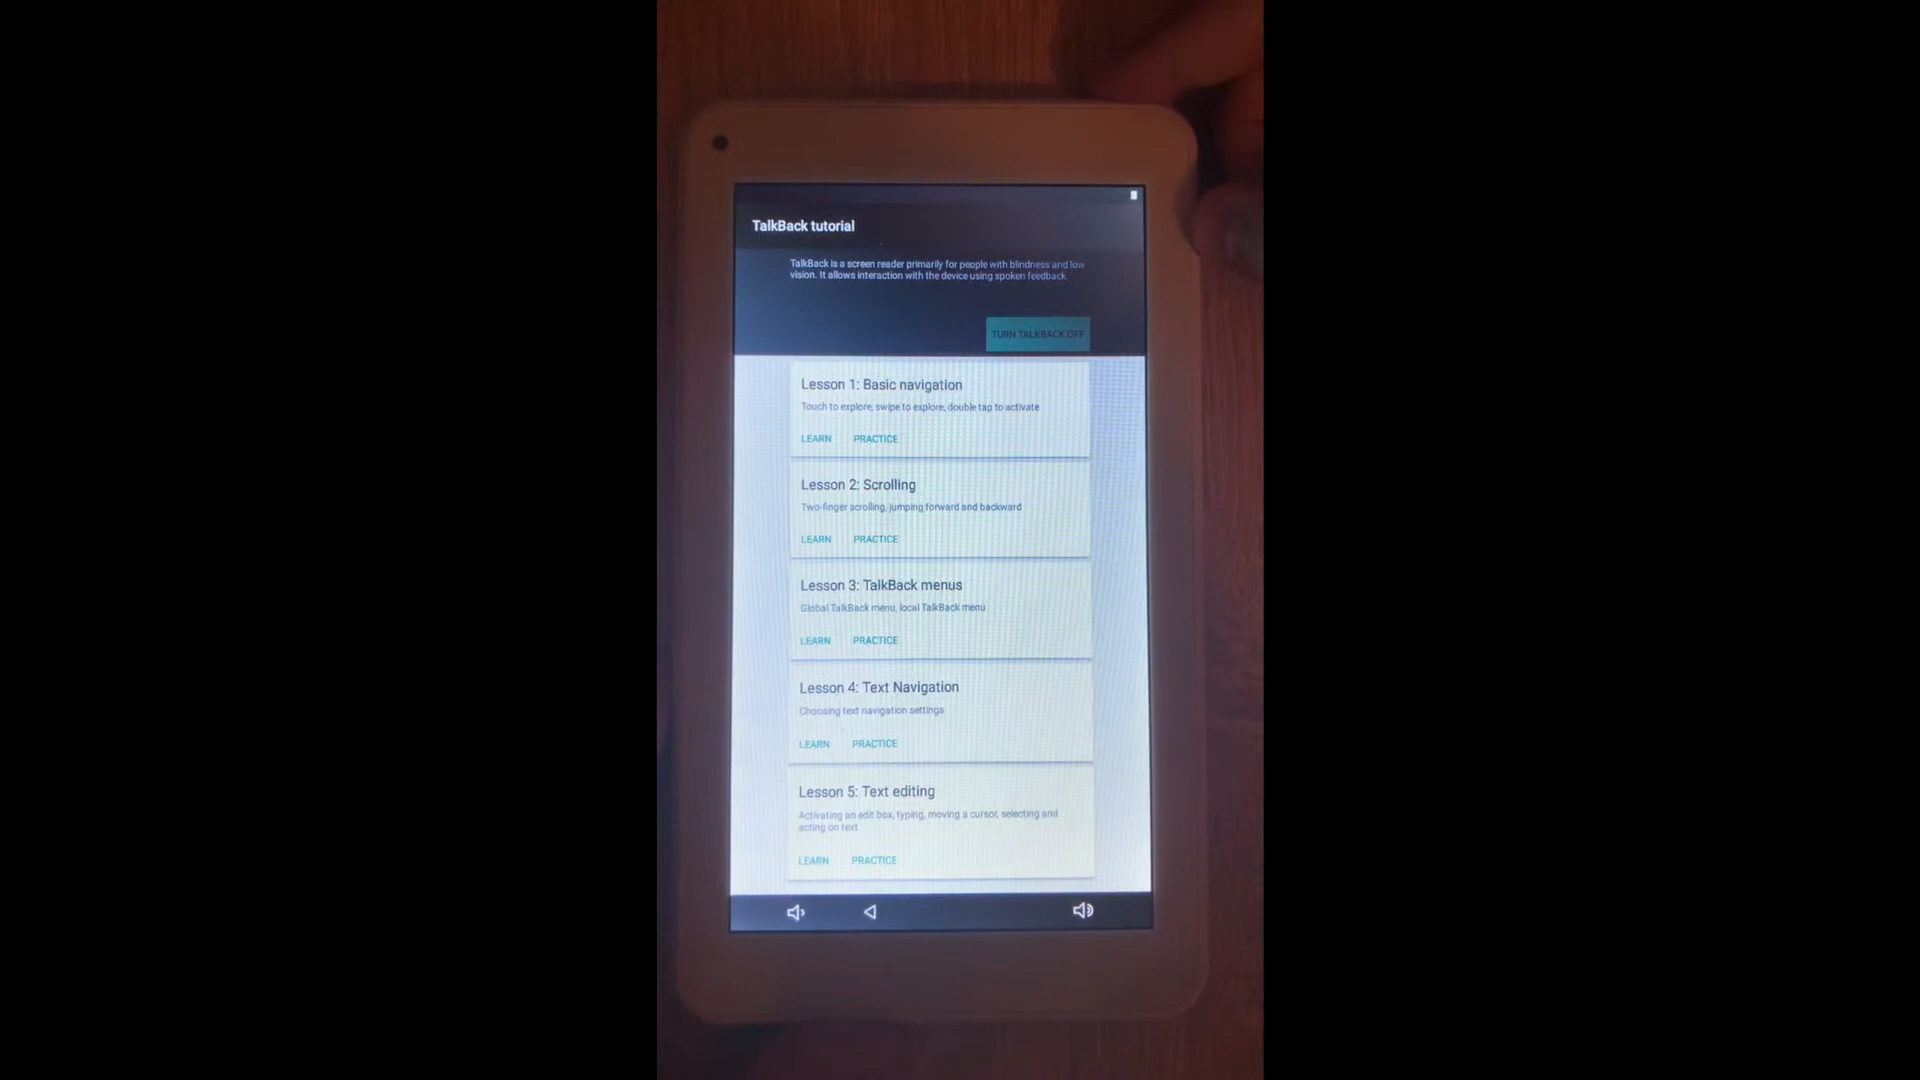 TalkBack tutorial
TalkBack is a screen reader primarily for people with blindness and low
vision. It allows interaction with the device using spoken feedback.
TURN TALKBACK OFF
Lesson 1: Basic navigation
Touch to explore, swipe to explore, double tap to activate
LEARN PRACTICE
Lesson 2: Scrolling
Two-finger scrolling, jumping forward and backward
LEARN PRACTICE
Lesson 3: TalkBack menus
Global TalkBack menu, local TalkBack menu
LEARN PRACTICE
Lesson 4: Text Navigation
Choosing text navigation settings
LEARN PRACTICE
Lesson 5: Text editing
Activating an edit box, typing, moving a cursor, selecting and
acting on text
LEARN PRACTICE